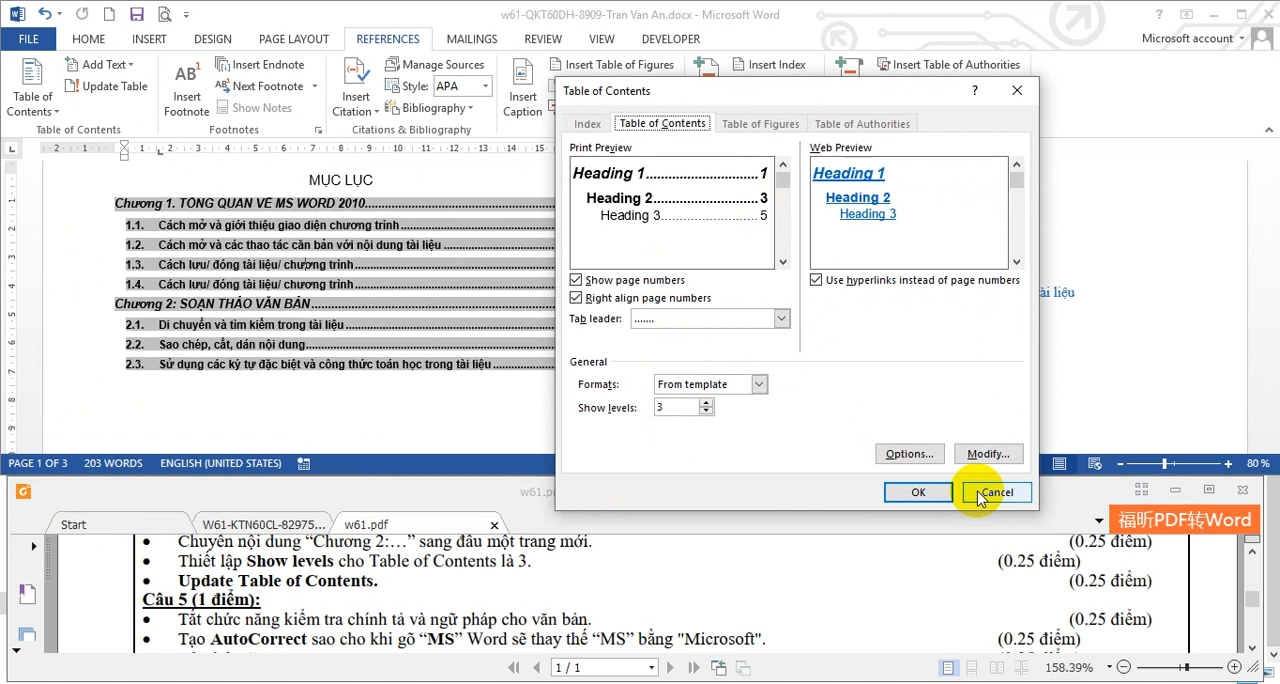 w61-QKT60DH-8909-Tran Van An.docx - Microsoft Word
FILE HOME INSERT DESIGN PAGE LAYOUT REFERENCES MAILINGS REVIEW VIEW DEVELOPER Microsoft account
Table of Contents
Add Text
Update Table
Table of Contents
AB1 Insert Footnote
Insert Endnote
Next Footnote
Show Notes
Footnotes
Insert Citation
Manage Sources
Style: APA
Bibliography
Citations & Bibliography
Insert Caption
Insert Table of Figures
Insert Index
Insert Table of Authorities
MỤC LỤC
Chương 1. TỔNG QUAN VỀ MS WORD 2010
1.1. Cách mở và giới thiệu giao diện chương trình
1.2. Cách mở và các thao tác căn bản với nội dung tài liệu
1.3. Cách lưu/ đóng tài liệu/ chương trình
1.4. Cách lưu/ đóng tài liệu/ chương trình
Chương 2: SOẠN THẢO VĂN BẢN
2.1. Di chuyển và tìm kiếm trong tài liệu
2.2. Sao chép, cắt, dán nội dung
2.3. Sử dụng các ký tự đặc biệt và công thức toán học trong tài liệu
tài liệu
Table of Contents ?
Index Table of Contents Table of Figures Table of Authorities
Print Preview
Heading 1.............................1
Heading 2...........................3
Heading 3.........................5
Web Preview
Heading 1
Heading 2
Heading 3
Show page numbers
Right align page numbers
Tab leader: .......
Use hyperlinks instead of page numbers
General
Formats: From template
Show levels: 3
Options... Modify...
OK Cancel
PAGE 1 OF 3 203 WORDS ENGLISH (UNITED STATES) 80 %
Start W61-KTN60CL-82975... w61.pdf
福昕PDF转Word
• Chuyển nội dung “Chương 2:…” sang đầu một trang mới. (0.25 điểm)
• Thiết lập Show levels cho Table of Contents là 3. (0.25 điểm)
• Update Table of Contents. (0.25 điểm)
Câu 5 (1 điểm):
• Tắt chức năng kiểm tra chính tả và ngữ pháp cho văn bản. (0.25 điểm)
• Tạo AutoCorrect sao cho khi gõ “MS” Word sẽ thay thế “MS” bằng "Microsoft". (0.25 điểm)
1 / 1 158.39%